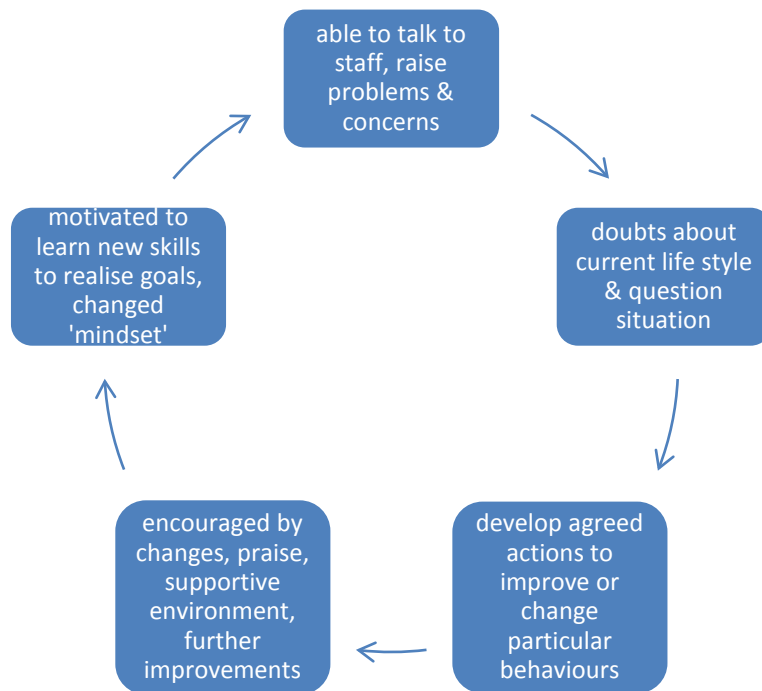 able to talk to
staff, raise
problems &
concerns
doubts about
current life style
& question
situation
develop agreed
actions to
improve or
change
particular
behaviours
encouraged by
changes, praise,
supportive
environment,
further
improvements
motivated to
learn new skills
to realise goals,
changed
'mindset'